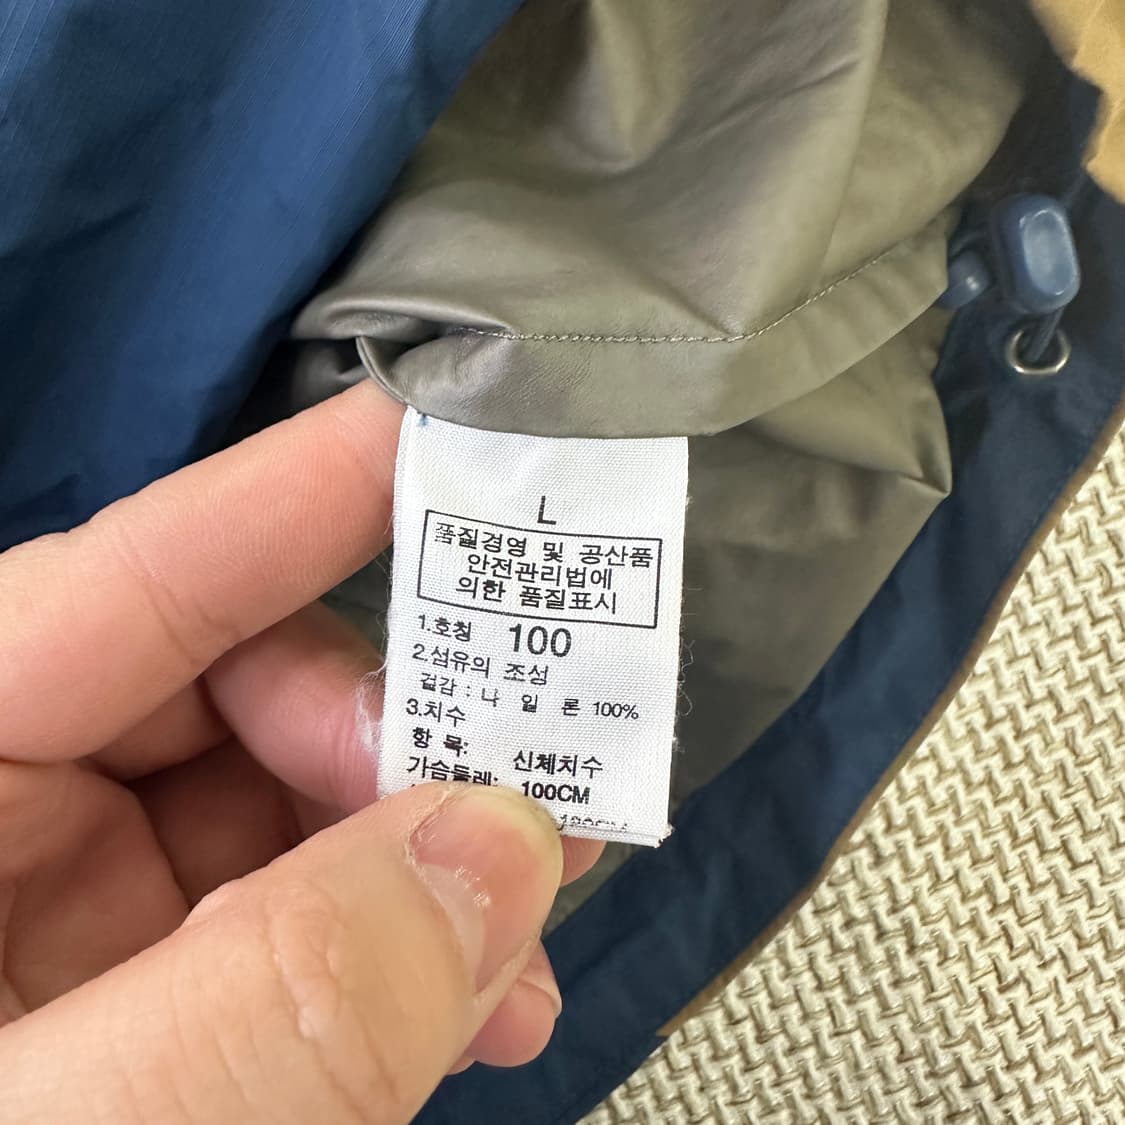 L
품질경영 및 공산품
안전관리법에
의한 품질표시
1.호칭 100
2.섬유의 조성
겉감 : 나 일 론 100%
3.치수
항 목: 신체치수
가슴둘레: 100CM